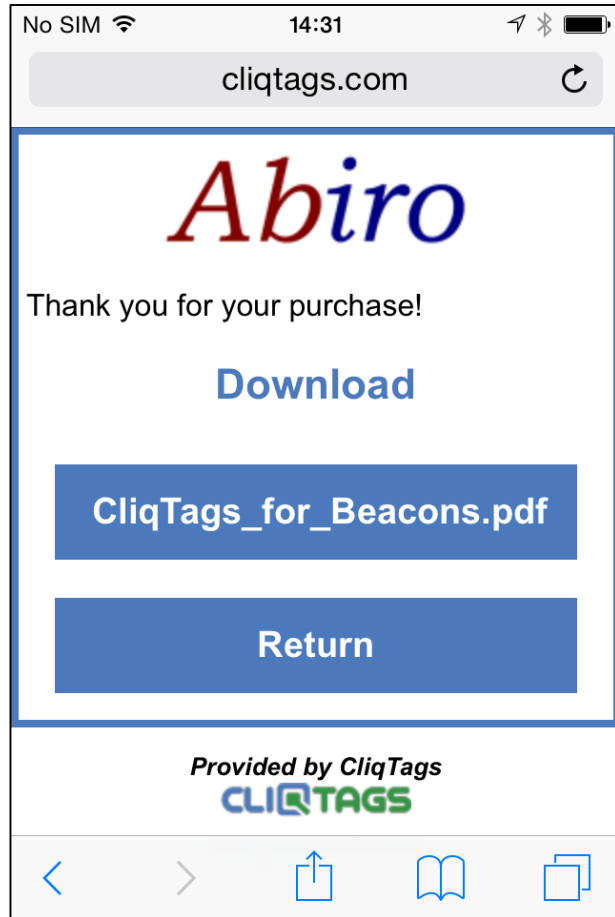 No SIM 14:31
cliqtags.com
Abiro
Thank you for your purchase!
Download
CliqTags_for_Beacons.pdf
Return
Provided by CliqTags
CLIQTAGS